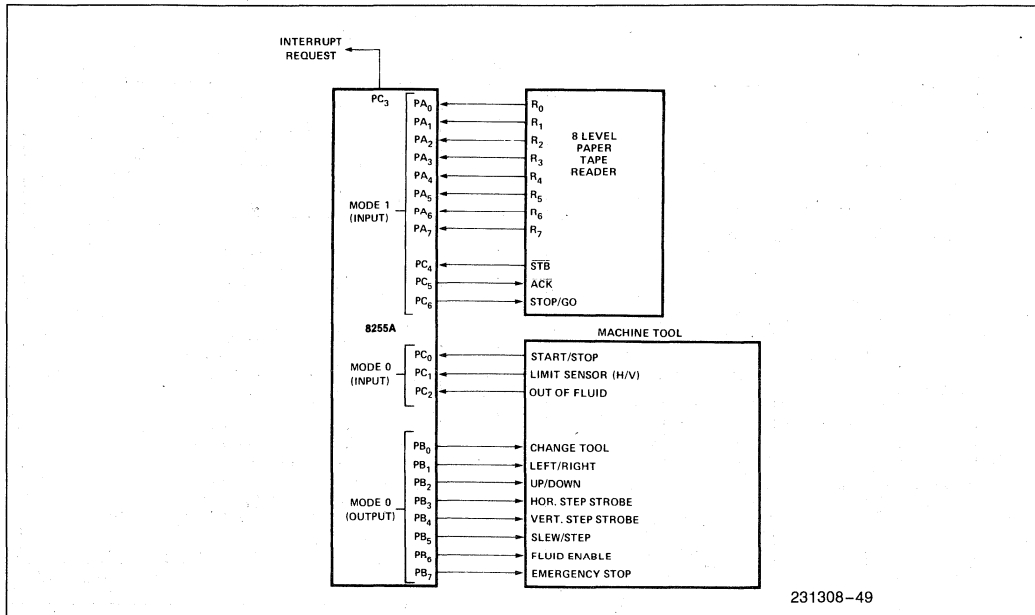 INTERRUPT
REQUEST
PC3
PA0
PA1
PA2
PA3
PA4
PA5
PA6
PA7
MODE 1
(INPUT)
PC4
PC5
PC6
R0
R1
R2
R3
R4
R5
R6
R7
8 LEVEL
PAPER
TAPE
READER
STB
ACK
STOP/GO
8255A
MACHINE TOOL
MODE 0
(INPUT)
PC0
PC1
PC2
START/STOP
LIMIT SENSOR (H/V)
OUT OF FLUID
MODE 0
(OUTPUT)
PB0
PB1
PB2
PB3
PB4
PB5
PR6
PB7
CHANGE TOOL
LEFT/RIGHT
UP/DOWN
HOR. STEP STROBE
VERT. STEP STROBE
SLEW/STEP
FLUID ENABLE
EMERGENCY STOP
231308-49